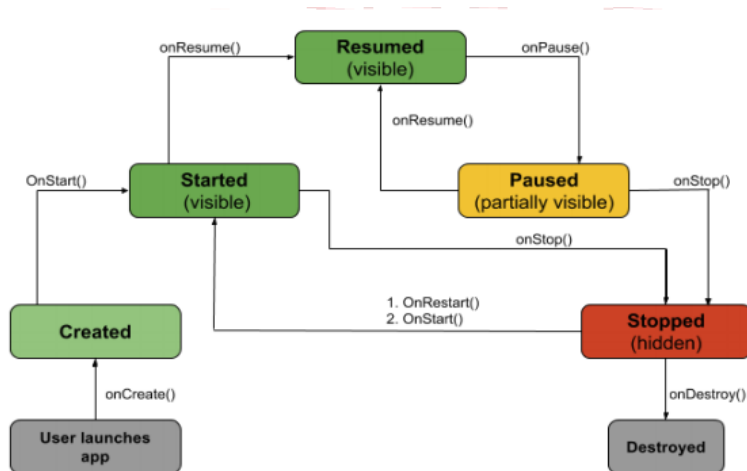 onResume()
Resumed
(visible)
onPause()
onResume()
OnStart()
Started
(visible)
Paused
(partially visible)
onStop()
onStop()
1. OnRestart()
2. OnStart()
Created
Stopped
(hidden)
onCreate()
onDestroy()
User launches
app
Destroyed